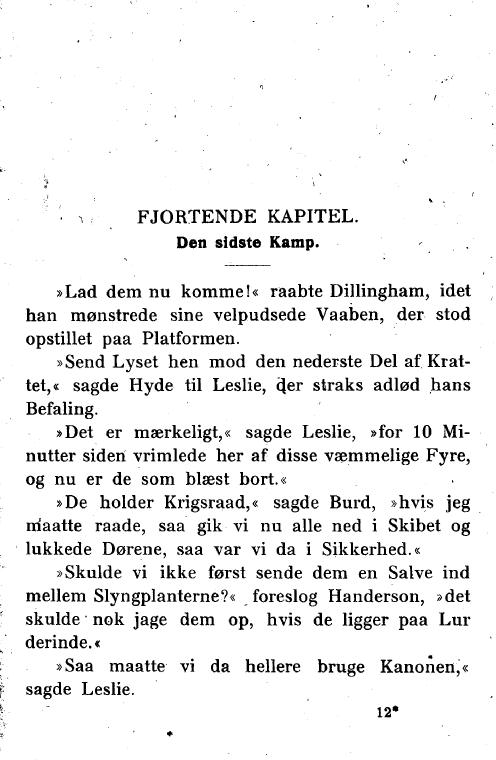 FJORTENDE KAPITEL.
Den sidste Kamp.
»Lad dem nu komme!« raabte Dillingham, idet
han mønstrede sine velpudsede Vaaben, der stod
opstillet paa Platformen.
»Send Lyset hen mod den nederste Del af Krat-
tet,« sagde Hyde til Leslie, der straks adlød hans
Befaling.
»Det er mærkeligt,« sagde Leslie, »for 10 Mi-
nutter siden vrimlede her af disse væmmelige Fyre,
og nu er de som blæst bort.«
»De holder Krigsraad,« sagde Burd, »hvis jeg
maatte raade, saa gik vi nu alle ned i Skibet og
lukkede Dørene, saa var vi da i Sikkerhed.«
»Skulde vi ikke først sende dem en Salve ind
mellem Slyngplanterne?« foreslog Handerson, »det
skulde nok jage dem op, hvis de ligger paa Lur
derinde.«
»Saa maatte vi da hellere bruge Kanonen,«
sagde Leslie.
12*